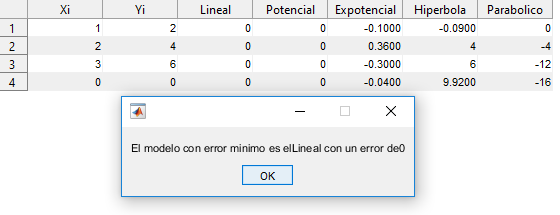 Xi Yi Lineal Potencial Expotencial Hiperbola Parabolico
1 1 2 0 0 -0.1000 -0.0900 0
2 2 4 0 0 0.3600 4 -4
3 3 6 0 0 -0.3000 6 -12
4 0 0 0 0 -0.0400 9.9200 -16
El modelo con error minimo es elLineal con un error de0
OK